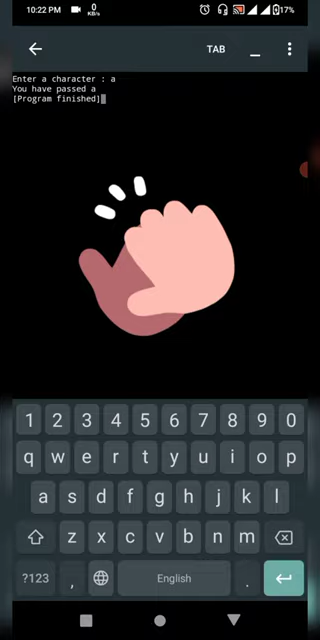 10:22 PM 0 KB/s 17%
TAB _
Enter a character : a
You have passed a
[Program finished]
1 2 3 4 5 6 7 8 9 0
q w e r t y u i o p
a s d f g h j k l
z x c v b n m
?123 , English .